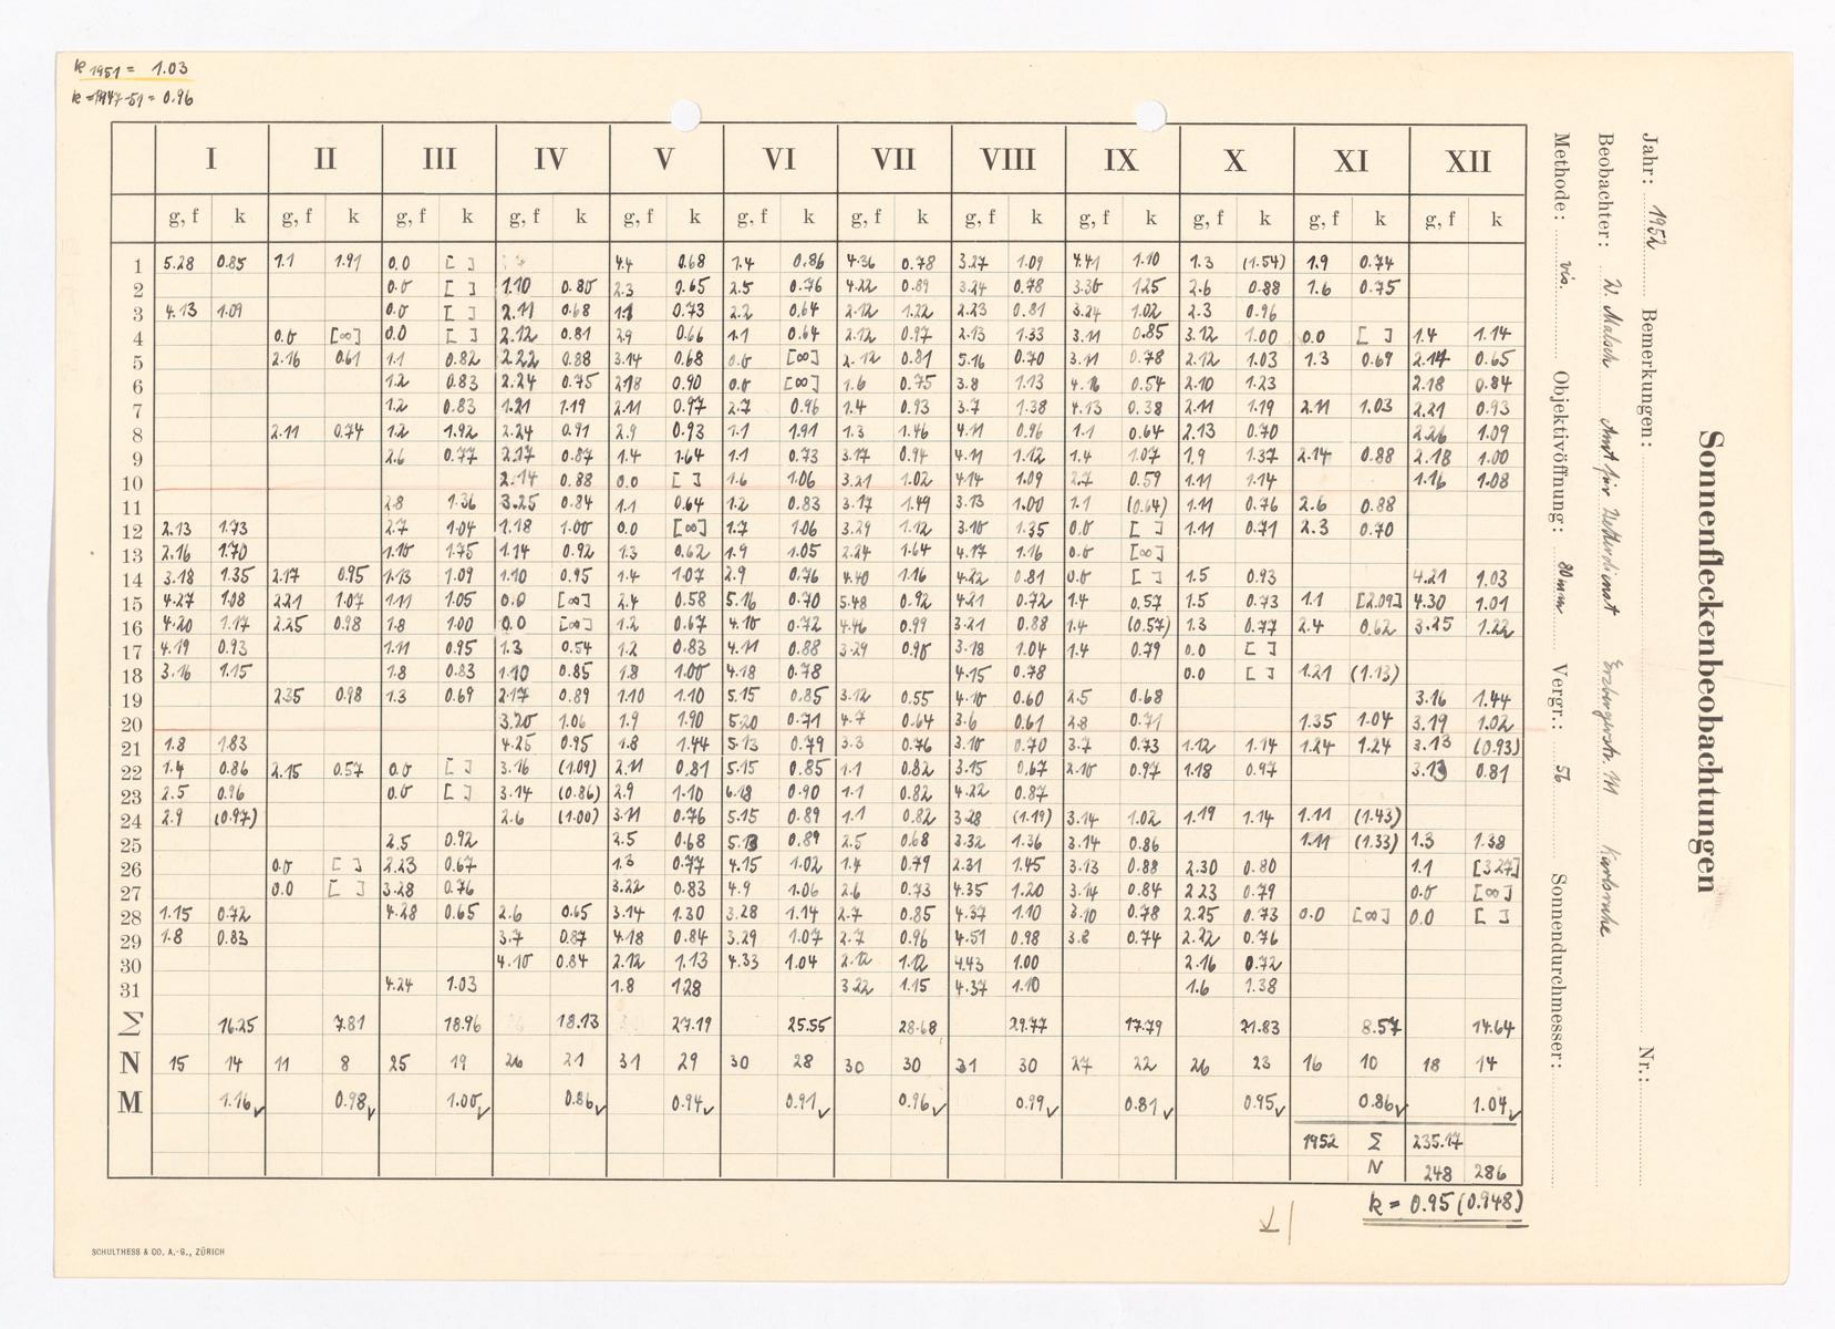 k 1951 = 1.03
k = 1947-51 = 0.96
I II III IV V VI VII VIII IX X XI XII
g, f k g, f k g, f k g, f k g, f k g, f k g, f k g, f k g, f k g, f k g, f k g, f k
1 5.28 0.85 1.1 1.91 0.0 [ ] 4.4 0.68 1.4 0.86 4.36 0.78 3.27 1.09 4.41 1.10 1.3 (1.54) 1.9 0.74
2 0.0 [ ] 1.10 0.80 2.3 0.65 2.5 0.76 4.22 0.89 3.24 0.78 3.30 1.25 2.6 0.88 1.6 0.75
3 4.13 1.09 0.0 [ ] 2.11 0.68 1.1 0.73 2.2 0.64 2.12 1.22 2.23 0.81 3.24 1.02 2.3 0.96
4 0.0 [∞] 0.0 [ ] 2.12 0.81 2.9 0.66 1.1 0.64 2.12 0.97 2.13 1.33 3.11 0.85 3.12 1.00 0.0 [ ] 1.4 1.14
5 2.16 0.61 1.1 0.82 2.22 0.88 3.14 0.68 0.0 [∞] 2.12 0.81 5.16 0.70 3.11 0.78 2.12 1.03 1.3 0.69 2.14 0.65
6 1.2 0.83 2.24 0.75 2.18 0.90 0.0 [∞] 1.6 0.75 3.8 1.13 4.16 0.54 2.10 1.23 2.18 0.84
7 1.2 0.83 1.21 1.19 2.11 0.97 2.7 0.96 1.4 0.93 3.7 1.38 4.13 0.38 2.11 1.19 2.11 1.03 2.21 0.93
8 2.11 0.74 1.2 1.92 2.24 0.91 2.9 0.93 1.1 1.91 1.3 1.46 4.11 0.96 1.1 0.64 2.13 0.70 2.26 1.09
9 2.6 0.77 2.17 0.87 1.4 1.64 1.1 0.73 3.17 0.94 4.11 1.12 1.4 1.07 1.9 1.37 2.14 0.88 2.18 1.00
10 2.14 0.88 0.0 [ ] 1.6 1.06 3.21 1.02 4.14 1.09 2.7 0.59 1.11 1.14 1.16 1.08
11 2.8 1.36 3.25 0.84 1.1 0.64 1.2 0.83 3.17 1.49 3.13 1.00 1.1 (0.64) 1.11 0.76 2.6 0.88
12 2.13 1.73 2.7 1.04 1.18 1.00 0.0 [∞] 1.7 1.06 3.29 1.12 3.10 1.35 0.0 [ ] 1.11 0.71 2.3 0.70
13 2.16 1.70 1.10 1.75 1.14 0.92 1.3 0.62 1.9 1.05 2.24 1.64 4.17 1.16 0.0 [∞]
14 3.18 1.35 2.17 0.95 1.13 1.09 1.10 0.95 1.4 1.07 2.9 0.76 4.40 1.16 4.22 0.81 0.0 [ ] 1.5 0.93 4.21 1.03
15 4.27 1.08 2.21 1.07 1.11 1.05 0.0 [∞] 2.4 0.58 5.16 0.70 5.48 0.92 4.21 0.72 1.4 0.57 1.5 0.73 1.1 [2.09] 4.30 1.01
16 4.20 1.17 2.25 0.98 1.8 1.00 0.0 [∞] 1.2 0.67 4.10 0.72 4.46 0.99 3.21 0.88 1.4 (0.57) 1.3 0.77 2.4 0.62 3.25 1.22
17 4.19 0.93 1.11 0.95 1.3 0.54 1.2 0.83 4.11 0.88 3.29 0.90 3.18 1.04 1.4 0.79 0.0 [ ]
18 3.16 1.15 1.8 0.83 1.10 0.85 1.8 1.00 4.18 0.78 4.15 0.78 0.0 [ ] 1.21 (1.13)
19 2.35 0.98 1.3 0.69 2.17 0.89 1.10 1.10 5.15 0.85 3.12 0.55 4.10 0.60 2.5 0.68 3.16 1.44
20 3.20 1.06 1.9 1.90 5.20 0.71 4.7 0.64 3.6 0.61 2.8 0.71 1.35 1.04 3.19 1.02
21 1.8 1.83 4.25 0.95 1.8 1.44 5.13 0.79 3.3 0.76 3.10 0.70 3.7 0.73 1.12 1.14 1.24 1.24 3.13 (0.93)
22 1.4 0.86 2.15 0.57 0.0 [ ] 3.16 (1.09) 2.11 0.81 5.15 0.85 1.1 0.82 3.15 0.67 2.10 0.97 1.18 0.97 3.13 0.81
23 2.5 0.96 0.0 [ ] 3.14 (0.86) 2.9 1.10 6.18 0.90 1.1 0.82 4.22 0.87
24 2.9 (0.97) 2.6 (1.00) 3.11 0.76 5.15 0.89 1.1 0.82 3.28 (1.19) 3.14 1.02 1.19 1.14 1.11 (1.43)
25 2.5 0.92 2.5 0.68 5.13 0.89 2.5 0.68 2.32 1.36 3.14 0.86 1.11 (1.33) 1.3 1.38
26 0.0 [ ] 2.23 0.67 1.3 0.77 4.15 1.02 1.4 0.79 2.31 1.45 3.13 0.88 2.30 0.80 1.1 [3.27]
27 0.0 [ ] 3.28 0.76 3.22 0.83 4.9 1.06 2.6 0.73 4.35 1.20 3.14 0.84 2.23 0.79 0.0 [∞]
28 1.15 0.72 4.28 0.65 2.6 0.65 3.14 1.30 3.28 1.14 2.7 0.85 4.37 1.10 3.10 0.78 2.25 0.73 0.0 [∞] 0.0 [ ]
29 1.8 0.83 3.7 0.87 4.18 0.84 3.29 1.07 2.7 0.96 4.51 0.98 3.8 0.74 2.22 0.76
30 4.10 0.84 2.12 1.13 4.33 1.04 2.12 1.12 4.43 1.00 2.16 0.72
31 4.24 1.03 1.8 1.28 3.22 1.15 4.37 1.10 1.6 1.38
Σ 16.25 7.81 18.96 18.13 27.19 25.55 28.68 29.77 17.79 21.83 8.57 14.64
N 15 14 11 8 25 19 26 21 31 29 30 28 30 30 31 30 27 22 26 23 16 10 18 14
M 1.16 0.98 1.00 0.86 0.94 0.91 0.96 0.99 0.81 0.95 0.86 1.04
1952 Σ 235.17
N 248 286
k = 0.95 (0.948)
SCHULTHESS & CO. A.-G., ZÜRICH
Sonnenfleckenbeobachtungen
Jahr: 1952 Bemerkungen: Nr.:
Beobachter: W. Malsch Amt für Wetterdienst Erzbergerstr. 111 Karlsruhe
Methode: vis. Objektivöffnung: 80mm Vergr.: 56 Sonnendurchmesser: